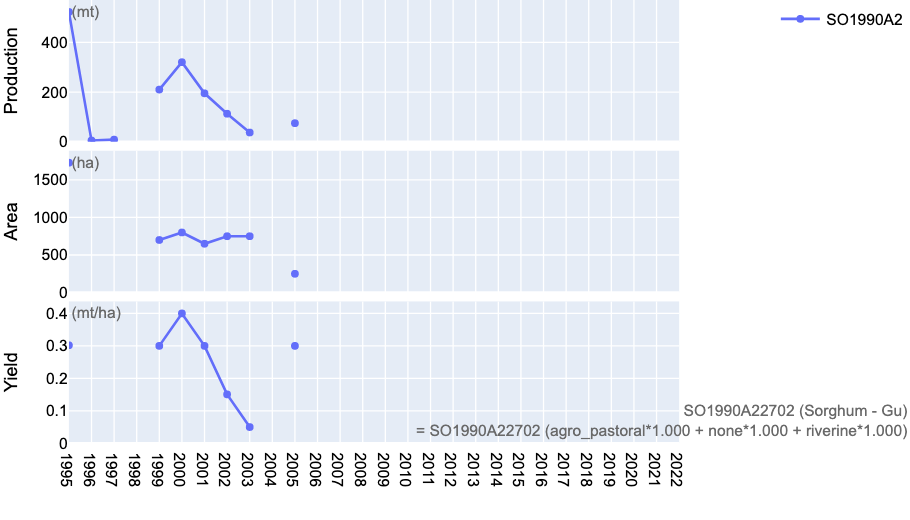 (mt)
SO1990A2
Production
400
200
0
(ha)
Area
1500
1000
500
0
(mt/ha)
Yield
0.4
0.3
0.2
0.1
0
SO1990A22702 (Sorghum - Gu)
= SO1990A22702 (agro_pastoral*1.000 + none*1.000 + riverine*1.000)
1995 1996 1997 1998 1999 2000 2001 2002 2003 2004 2005 2006 2007 2008 2009 2010 2011 2012 2013 2014 2015 2016 2017 2018 2019 2020 2021 2022